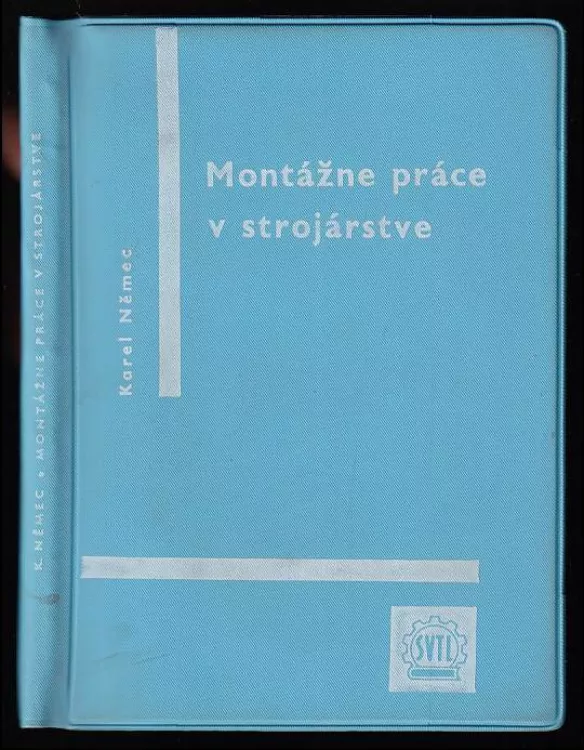 Montážne práce
v strojárstve
Karel Němec
K. NĚMEC • MONTÁŽNE PRÁCE V STROJÁRSTVE
SVTL